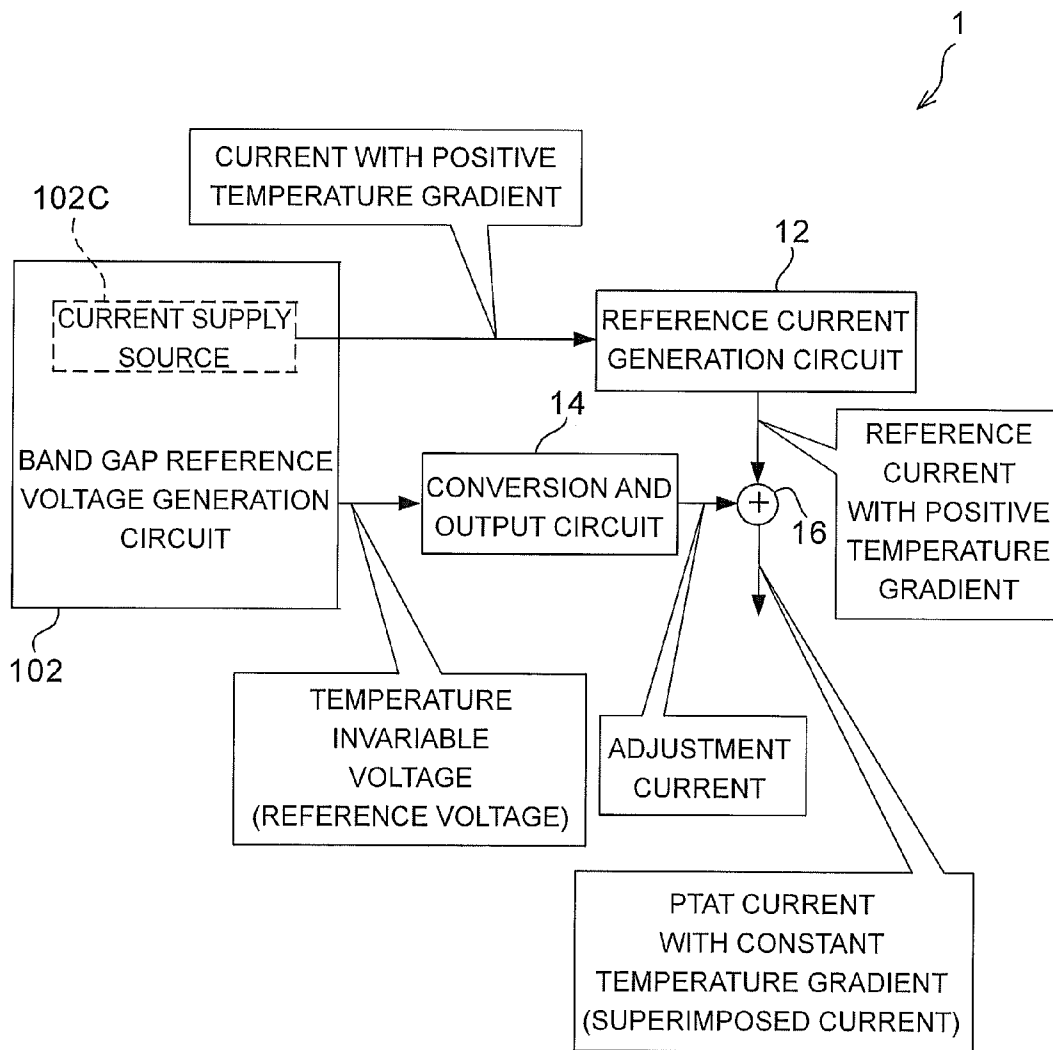 1
CURRENT WITH POSITIVE
TEMPERATURE GRADIENT
102C
12
CURRENT SUPPLY
SOURCE
REFERENCE CURRENT
GENERATION CIRCUIT
14
BAND GAP REFERENCE
VOLTAGE GENERATION
CIRCUIT
CONVERSION AND
OUTPUT CIRCUIT
+
16
REFERENCE
CURRENT
WITH POSITIVE
TEMPERATURE
GRADIENT
102
TEMPERATURE
INVARIABLE
VOLTAGE
(REFERENCE VOLTAGE)
ADJUSTMENT
CURRENT
PTAT CURRENT
WITH CONSTANT
TEMPERATURE GRADIENT
(SUPERIMPOSED CURRENT)